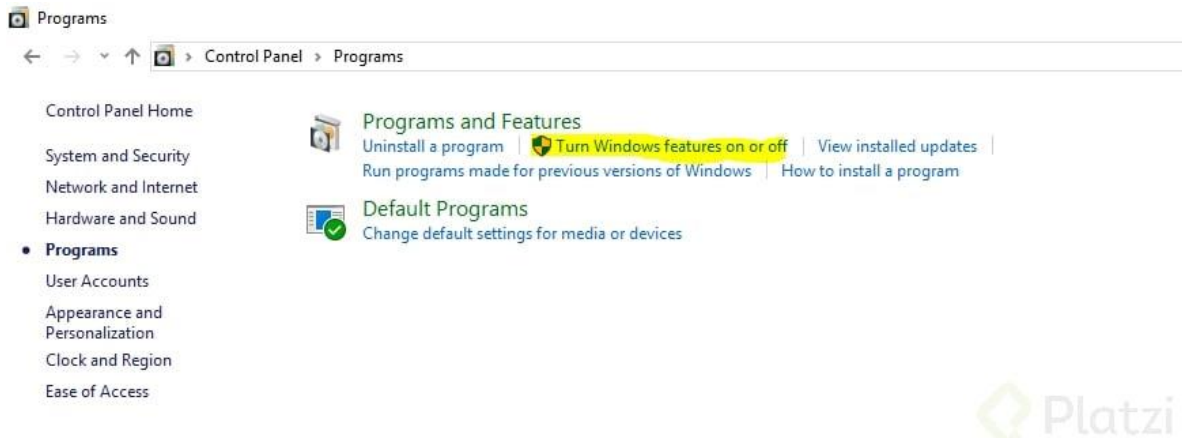 Programs
Control Panel > Programs
Control Panel Home
System and Security
Network and Internet
Hardware and Sound
Programs
User Accounts
Appearance and
Personalization
Clock and Region
Ease of Access
Programs and Features
Uninstall a program | Turn Windows features on or off | View installed updates |
Run programs made for previous versions of Windows | How to install a program
Default Programs
Change default settings for media or devices
Platzi